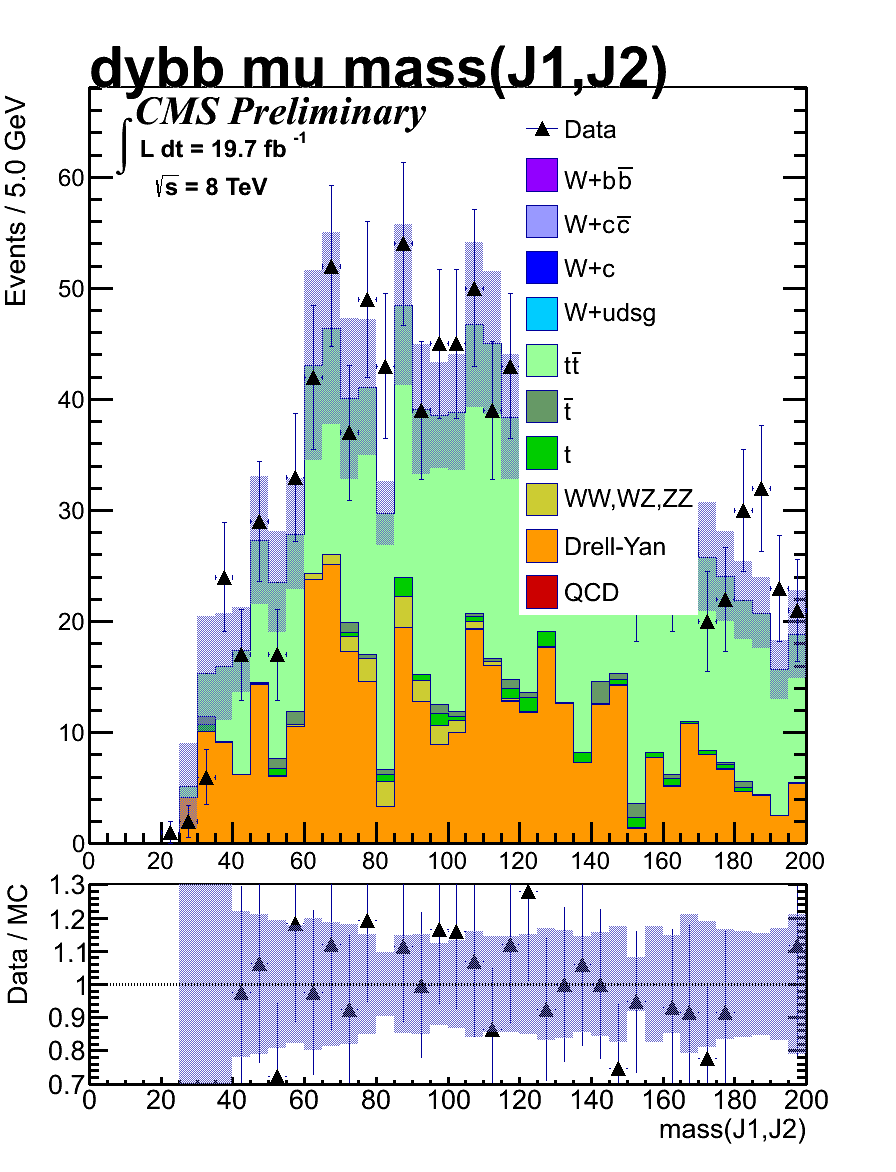 dybb mu mass(J1,J2)
CMS Preliminary
∫ L dt = 19.7 fb⁻¹
√s = 8 TeV
Events / 5.0 GeV
Data
W+bb̅
W+cc̅
W+c
W+udsg
tt̅
t̅
t
WW,WZ,ZZ
Drell-Yan
QCD
60
50
40
30
20
10
0
0 20 40 60 80 100 120 140 160 180 200
Data / MC
1.3
1.2
1.1
1
0.9
0.8
0.7
0 20 40 60 80 100 120 140 160 180 200
mass(J1,J2)